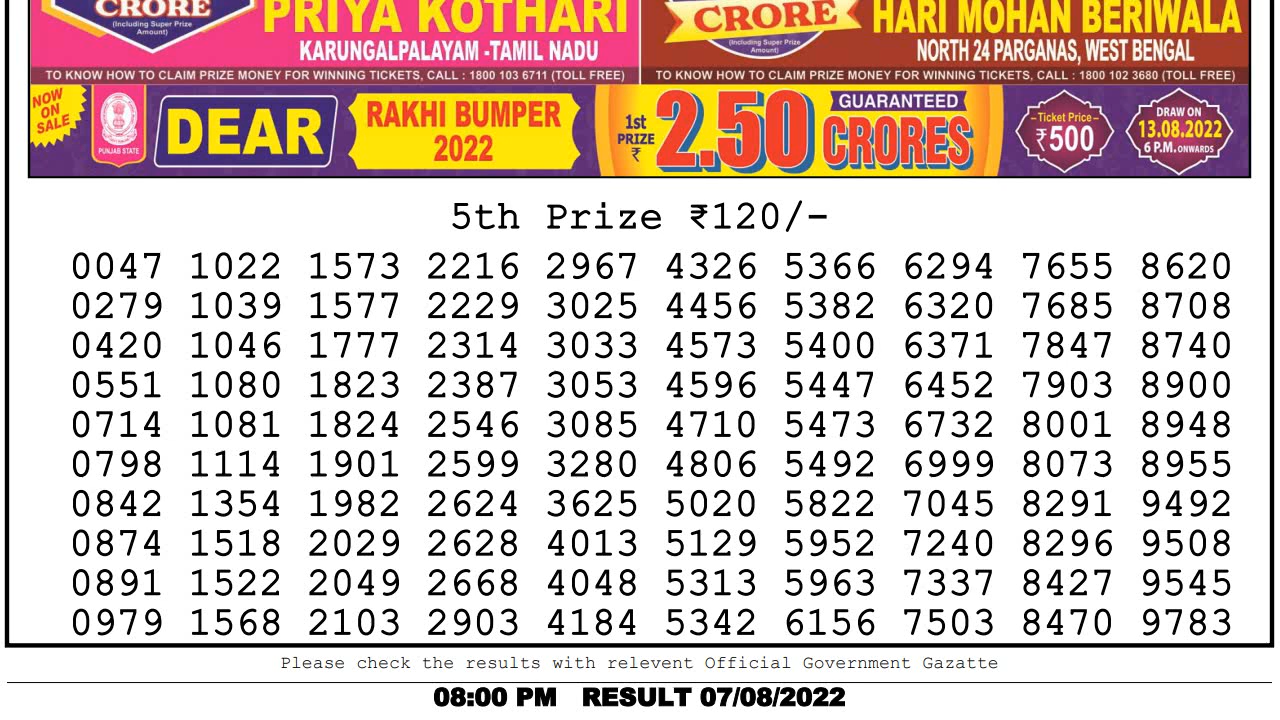 CRORE
(Including Super Prize
Amount)
PRIYA KOTHARI
KARUNGALPALAYAM -TAMIL NADU
CRORE
(Including Super Prize
Amount)
HARI MOHAN BERIWALA
NORTH 24 PARGANAS, WEST BENGAL
TO KNOW HOW TO CLAIM PRIZE MONEY FOR WINNING TICKETS, CALL : 1800 103 6711 (TOLL FREE)
TO KNOW HOW TO CLAIM PRIZE MONEY FOR WINNING TICKETS, CALL : 1800 102 3680 (TOLL FREE)
NOW
ON
SALE
PUNJAB STATE
DEAR
RAKHI BUMPER
2022
1st
PRIZE
₹
2.50
GUARANTEED
CRORES
Ticket Price
₹500
DRAW ON
13.08.2022
6 P.M. ONWARDS
5th Prize ₹120/-
0047 1022 1573 2216 2967 4326 5366 6294 7655 8620
0279 1039 1577 2229 3025 4456 5382 6320 7685 8708
0420 1046 1777 2314 3033 4573 5400 6371 7847 8740
0551 1080 1823 2387 3053 4596 5447 6452 7903 8900
0714 1081 1824 2546 3085 4710 5473 6732 8001 8948
0798 1114 1901 2599 3280 4806 5492 6999 8073 8955
0842 1354 1982 2624 3625 5020 5822 7045 8291 9492
0874 1518 2029 2628 4013 5129 5952 7240 8296 9508
0891 1522 2049 2668 4048 5313 5963 7337 8427 9545
0979 1568 2103 2903 4184 5342 6156 7503 8470 9783
Please check the results with relevent Official Government Gazatte
08:00 PM RESULT 07/08/2022